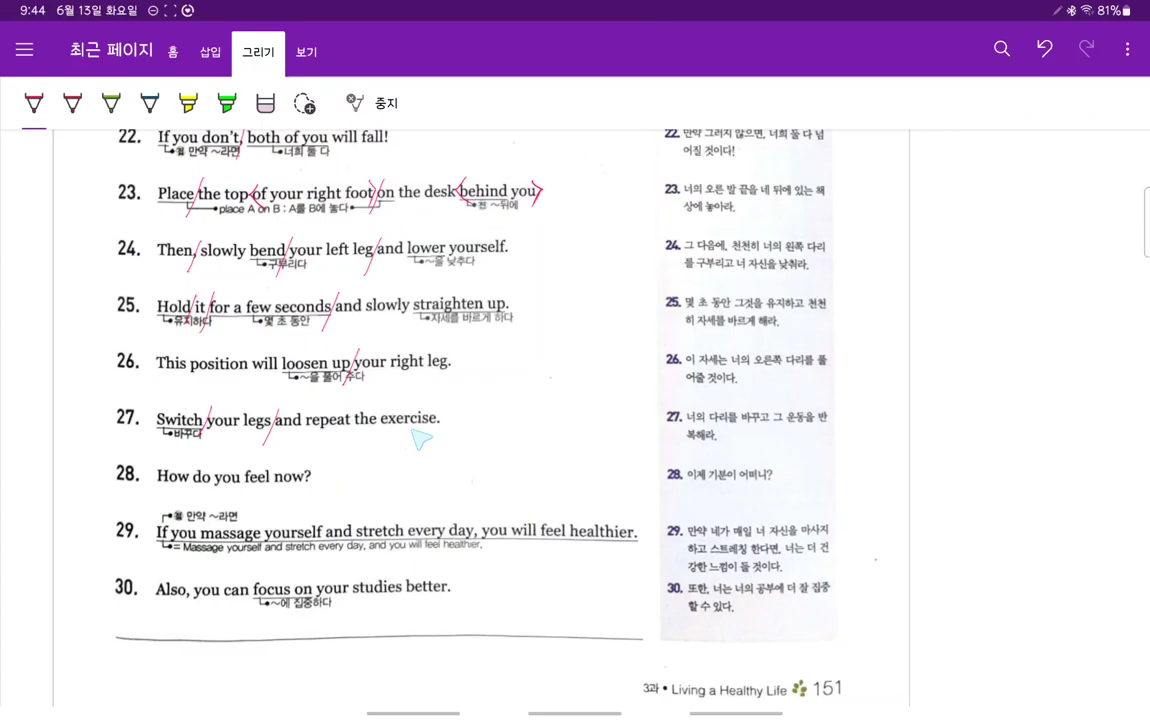 9:44 6월 13일 화요일 81%
최근 페이지 홈 삽입 그리기 보기
중지
22. If you don't, both of you will fall!
접 만약 ~라면 너희 둘 다
23. Place the top of your right foot on the desk behind you.
place A on B : A를 B에 놓다 전 ~뒤에
24. Then, slowly bend your left leg and lower yourself.
구부리다 ~을 낮추다
25. Hold it for a few seconds and slowly straighten up.
유지하다 몇 초 동안 자세를 바르게 하다
26. This position will loosen up your right leg.
~을 풀어 주다
27. Switch your legs and repeat the exercise.
바꾸다
28. How do you feel now?
접 만약 ~라면
29. If you massage yourself and stretch every day, you will feel healthier.
= Massage yourself and stretch every day, and you will feel healthier.
30. Also, you can focus on your studies better.
~에 집중하다
22. 만약 그러지 않으면, 너희 둘 다 넘
어질 것이다!
23. 너의 오른 발 끝을 네 뒤에 있는 책
상에 놓아라.
24. 그 다음에, 천천히 너의 왼쪽 다리
를 구부리고 너 자신을 낮춰라.
25. 몇 초 동안 그것을 유지하고 천천
히 자세를 바르게 해라.
26. 이 자세는 너의 오른쪽 다리를 풀
어줄 것이다.
27. 너의 다리를 바꾸고 그 운동을 반
복해라.
28. 이제 기분이 어떠니?
29. 만약 네가 매일 너 자신을 마사지
하고 스트레칭 한다면, 너는 더 건
강한 느낌이 들 것이다.
30. 또한, 너는 너의 공부에 더 잘 집중
할 수 있다.
3과 • Living a Healthy Life 151